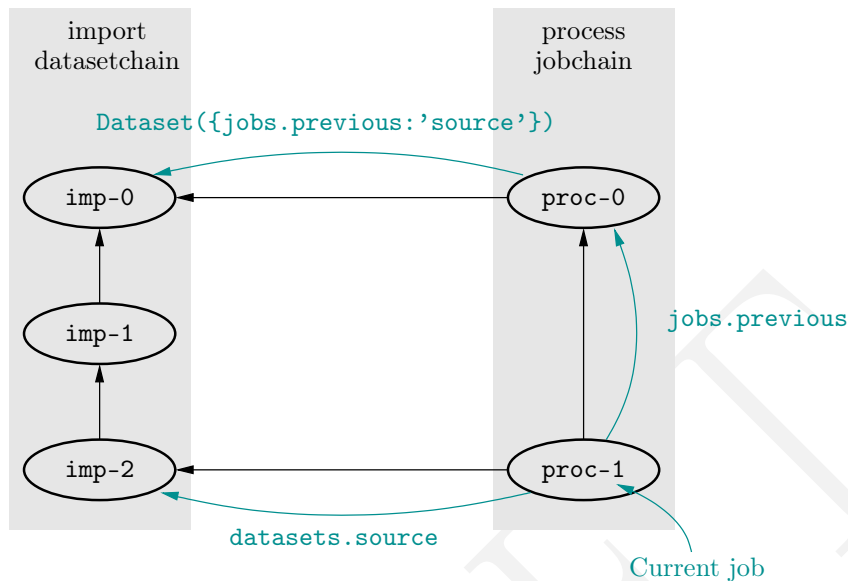 import
datasetchain
process
jobchain
Dataset({jobs.previous:’source’})
imp-0
proc-0
imp-1
jobs.previous
imp-2
proc-1
datasets.source
Current job